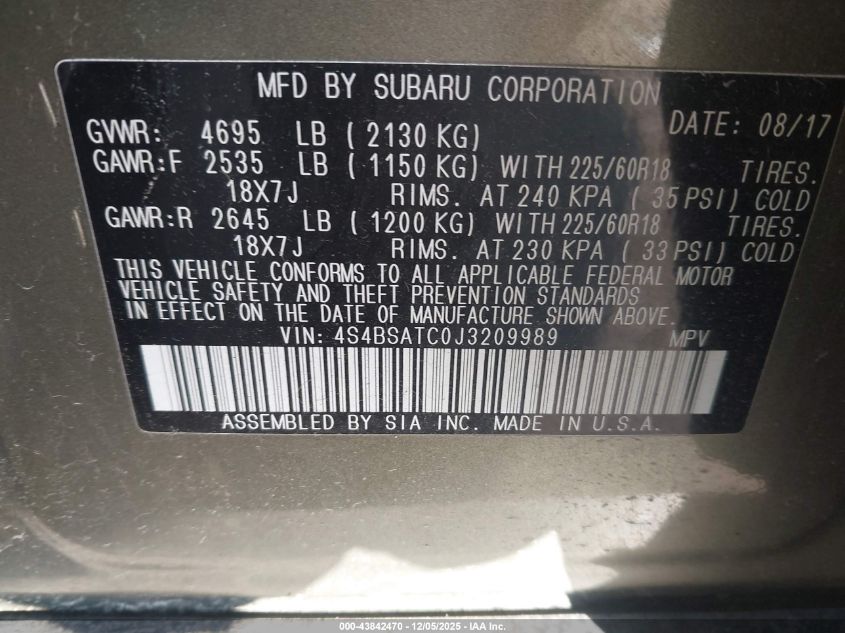 MFD BY SUBARU CORPORATION
DATE: 08/17
GVWR: 4695 LB ( 2130 KG)
GAWR:F 2535 LB ( 1150 KG) WITH 225/60R18 TIRES.
18X7J RIMS. AT 240 KPA ( 35 PSI) COLD
GAWR:R 2645 LB ( 1200 KG) WITH 225/60R18 TIRES.
18X7J RIMS. AT 230 KPA ( 33 PSI) COLD
THIS VEHICLE CONFORMS TO ALL APPLICABLE FEDERAL MOTOR
VEHICLE SAFETY AND THEFT PREVENTION STANDARDS
IN EFFECT ON THE DATE OF MANUFACTURE SHOWN ABOVE.
VIN: 4S4BSATC0J3209989 MPV
ASSEMBLED BY SIA INC. MADE IN U.S.A.
000-43842470 - 12/05/2025 - IAA Inc.